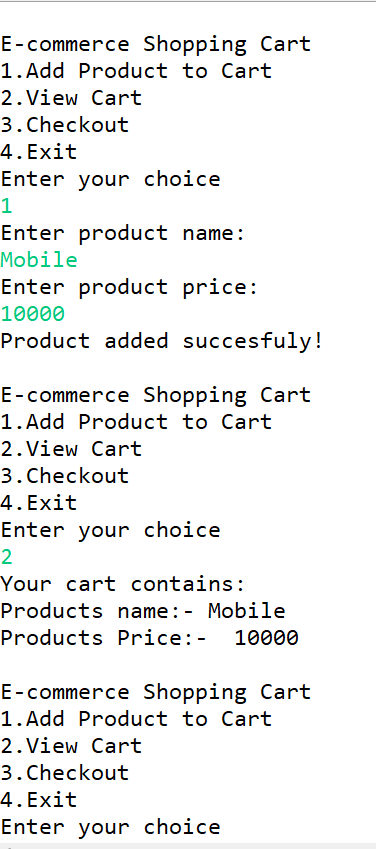 E-commerce Shopping Cart
1.Add Product to Cart
2.View Cart
3.Checkout
4.Exit
Enter your choice
1
Enter product name:
Mobile
Enter product price:
10000
Product added succesfuly!
E-commerce Shopping Cart
1.Add Product to Cart
2.View Cart
3.Checkout
4.Exit
Enter your choice
2
Your cart contains:
Products name:- Mobile
Products Price:-  10000
E-commerce Shopping Cart
1.Add Product to Cart
2.View Cart
3.Checkout
4.Exit
Enter your choice